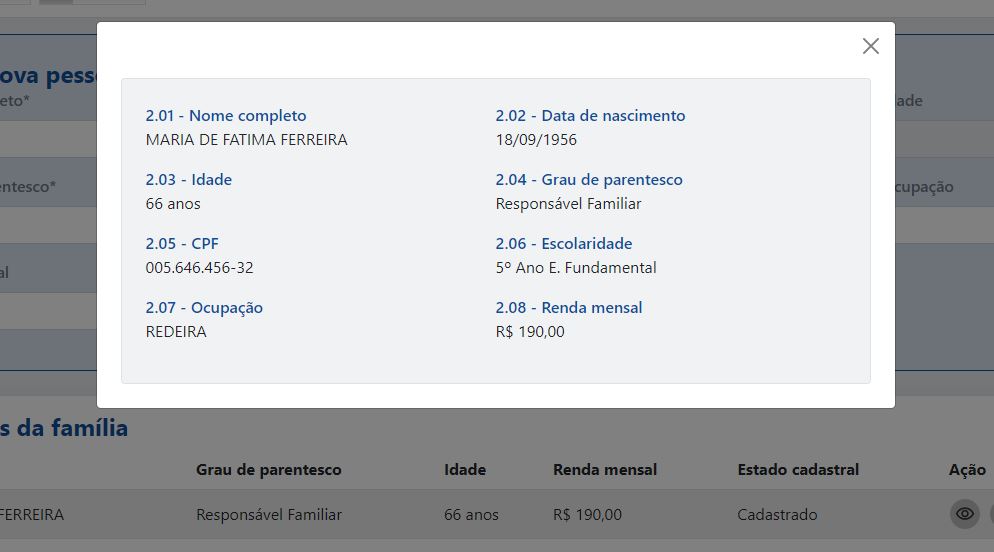 ova pess
eto*
ade
2.01 - Nome completo
MARIA DE FATIMA FERREIRA
2.02 - Data de nascimento
18/09/1956
entesco*
cupação
2.03 - Idade
66 anos
2.04 - Grau de parentesco
Responsável Familiar
2.05 - CPF
005.646.456-32
2.06 - Escolaridade
5º Ano E. Fundamental
al
2.07 - Ocupação
REDEIRA
2.08 - Renda mensal
R$ 190,00
s da família
Grau de parentesco Idade Renda mensal Estado cadastral Ação
FERREIRA Responsável Familiar 66 anos R$ 190,00 Cadastrado